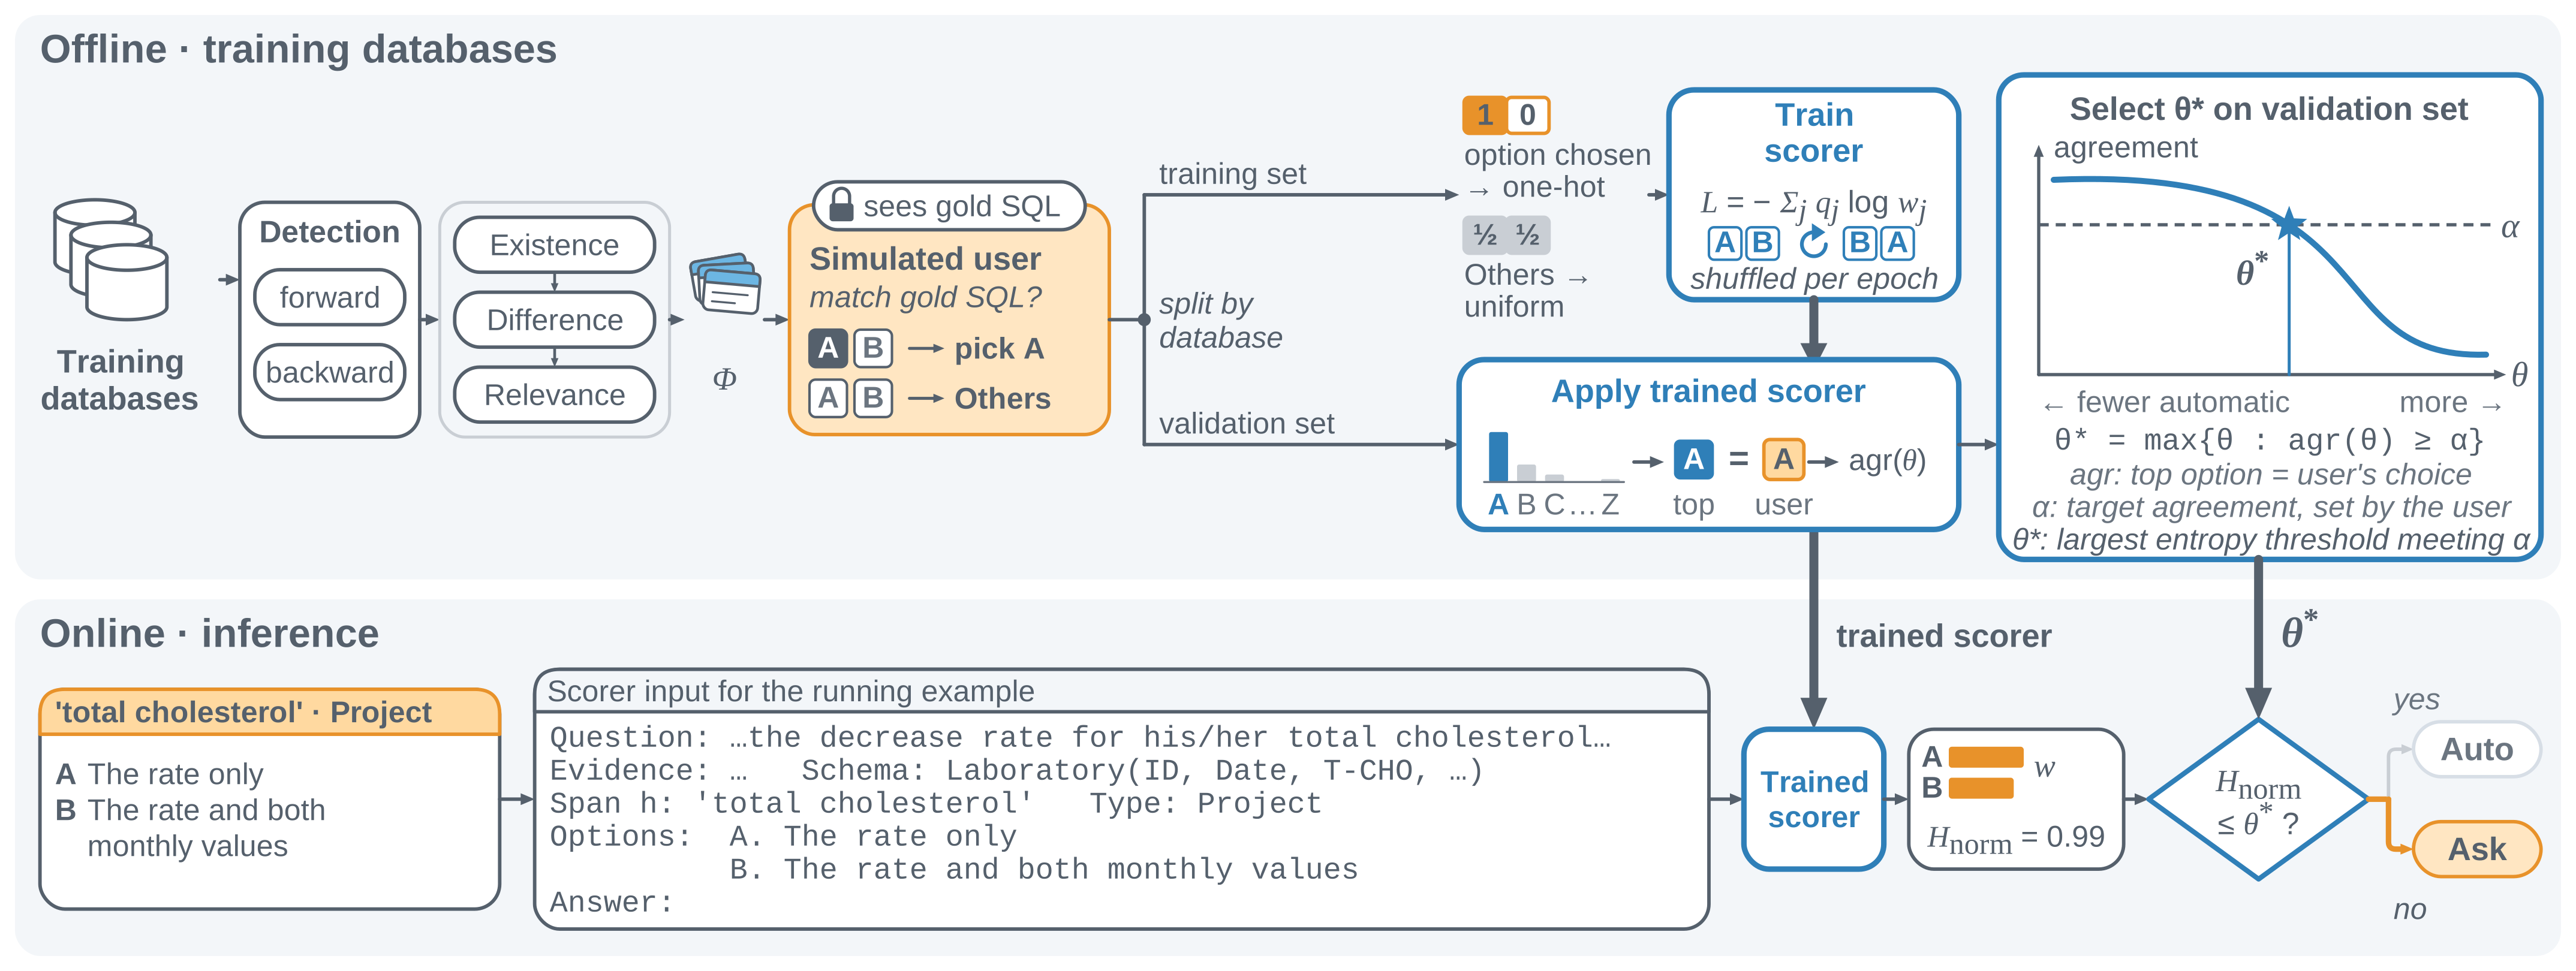 Offline · training databases
Training
databases
Detection
forward
backward
Existence
Difference
Relevance
Φ
sees gold SQL
Simulated user
match gold SQL?
A B → pick A
A B → Others
training set
split by
database
validation set
1 0
option chosen
→ one-hot
½ ½
Others →
uniform
Train
scorer
L = − Σj qj log wj
A B B A
shuffled per epoch
Apply trained scorer
A = A → agr(θ)
A B C … Z top user
Select θ* on validation set
agreement
α
θ*
θ
← fewer automatic more →
θ* = max{θ : agr(θ) ≥ α}
agr: top option = user's choice
α: target agreement, set by the user
θ*: largest entropy threshold meeting α
Online · inference
trained scorer
θ*
'total cholesterol' · Project
A The rate only
B The rate and both
monthly values
Scorer input for the running example
Question: …the decrease rate for his/her total cholesterol…
Evidence: … Schema: Laboratory(ID, Date, T-CHO, …)
Span h: 'total cholesterol' Type: Project
Options: A. The rate only
B. The rate and both monthly values
Answer:
Trained
scorer
A w
B
Hnorm = 0.99
Hnorm
≤ θ* ?
yes
Auto
Ask
no